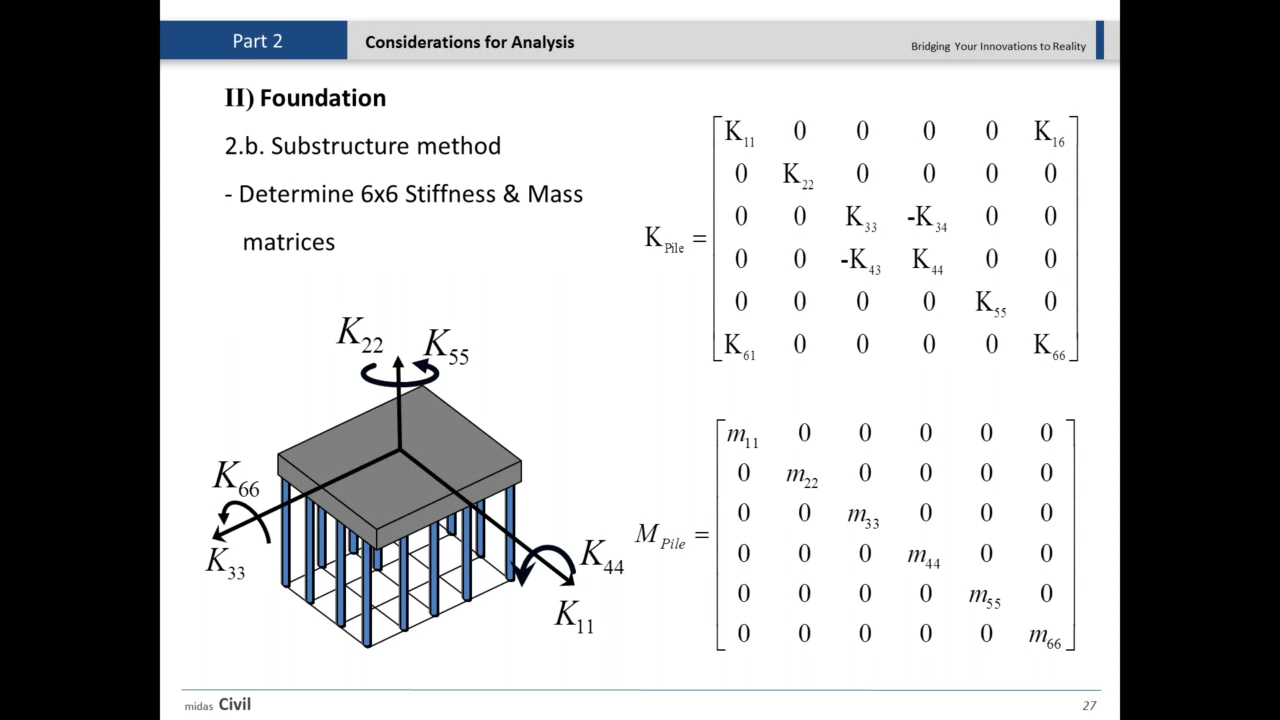 Part 2
Considerations for Analysis
Bridging Your Innovations to Reality
II) Foundation
2.b. Substructure method
- Determine 6x6 Stiffness & Mass
matrices
K22
K55
K66
K33
K44
K11
KPile =
K11 0 0 0 0 K16
0 K22 0 0 0 0
0 0 K33 -K34 0 0
0 0 -K43 K44 0 0
0 0 0 0 K55 0
K61 0 0 0 0 K66
MPile =
m11 0 0 0 0 0
0 m22 0 0 0 0
0 0 m33 0 0 0
0 0 0 m44 0 0
0 0 0 0 m55 0
0 0 0 0 0 m66
midas Civil
27